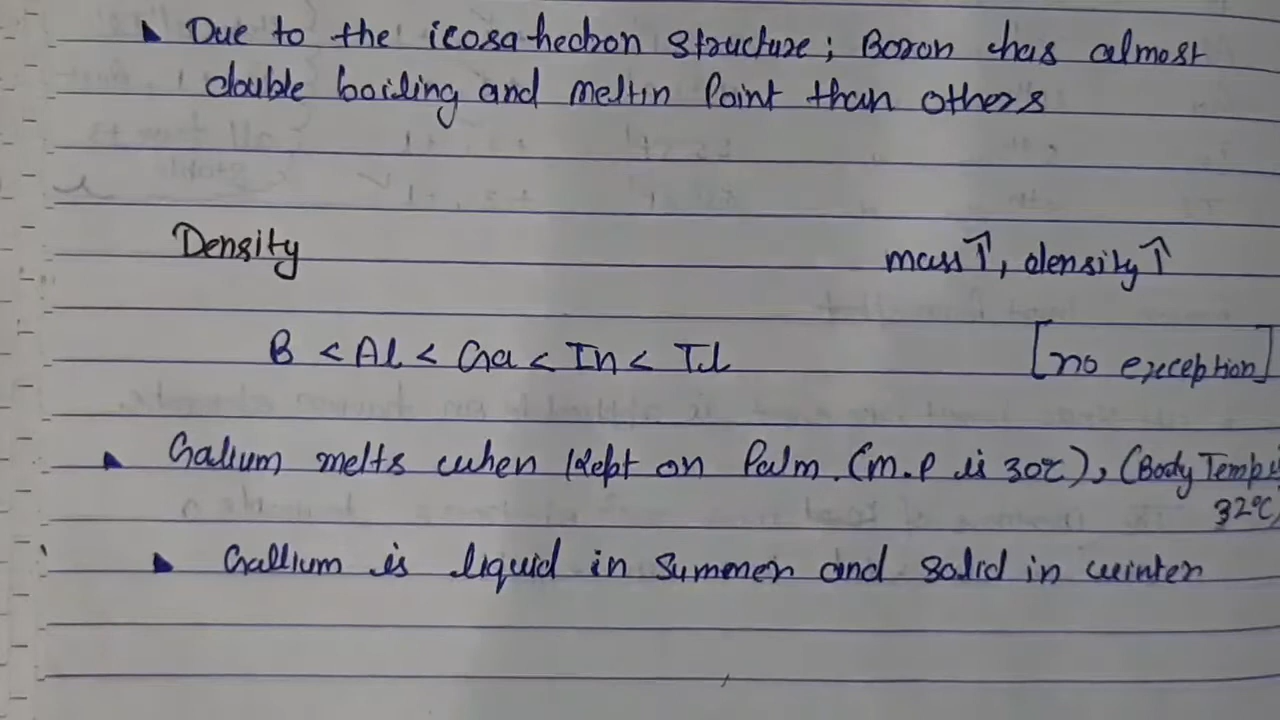 Due to the icosahedron structure; Boron has almost
double boiling and meltin Point than others
Density
mass↑, density↑
B < Al < Ga < In < Tl
[no exception]
Galium melts when kept on Palm. (m.p is 30°C), (Body Temp
32°C
Gallium is liquid in summer and solid in winter